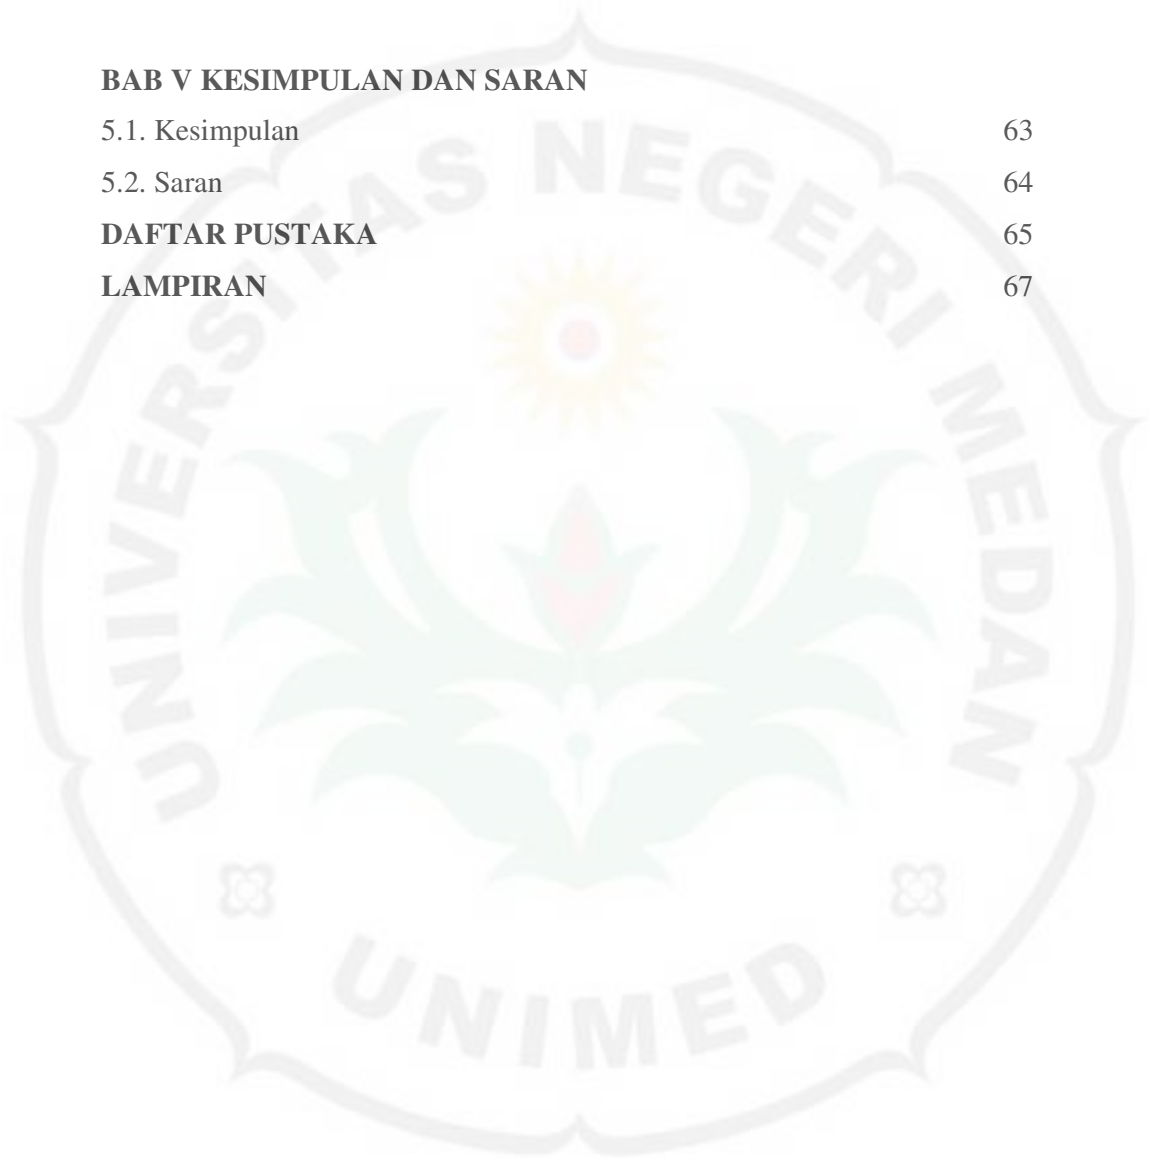 BAB V KESIMPULAN DAN SARAN
5.1. Kesimpulan 63
5.2. Saran 64
DAFTAR PUSTAKA 65
LAMPIRAN 67
UNIVERSITAS NEGERI MEDAN
UNIMED